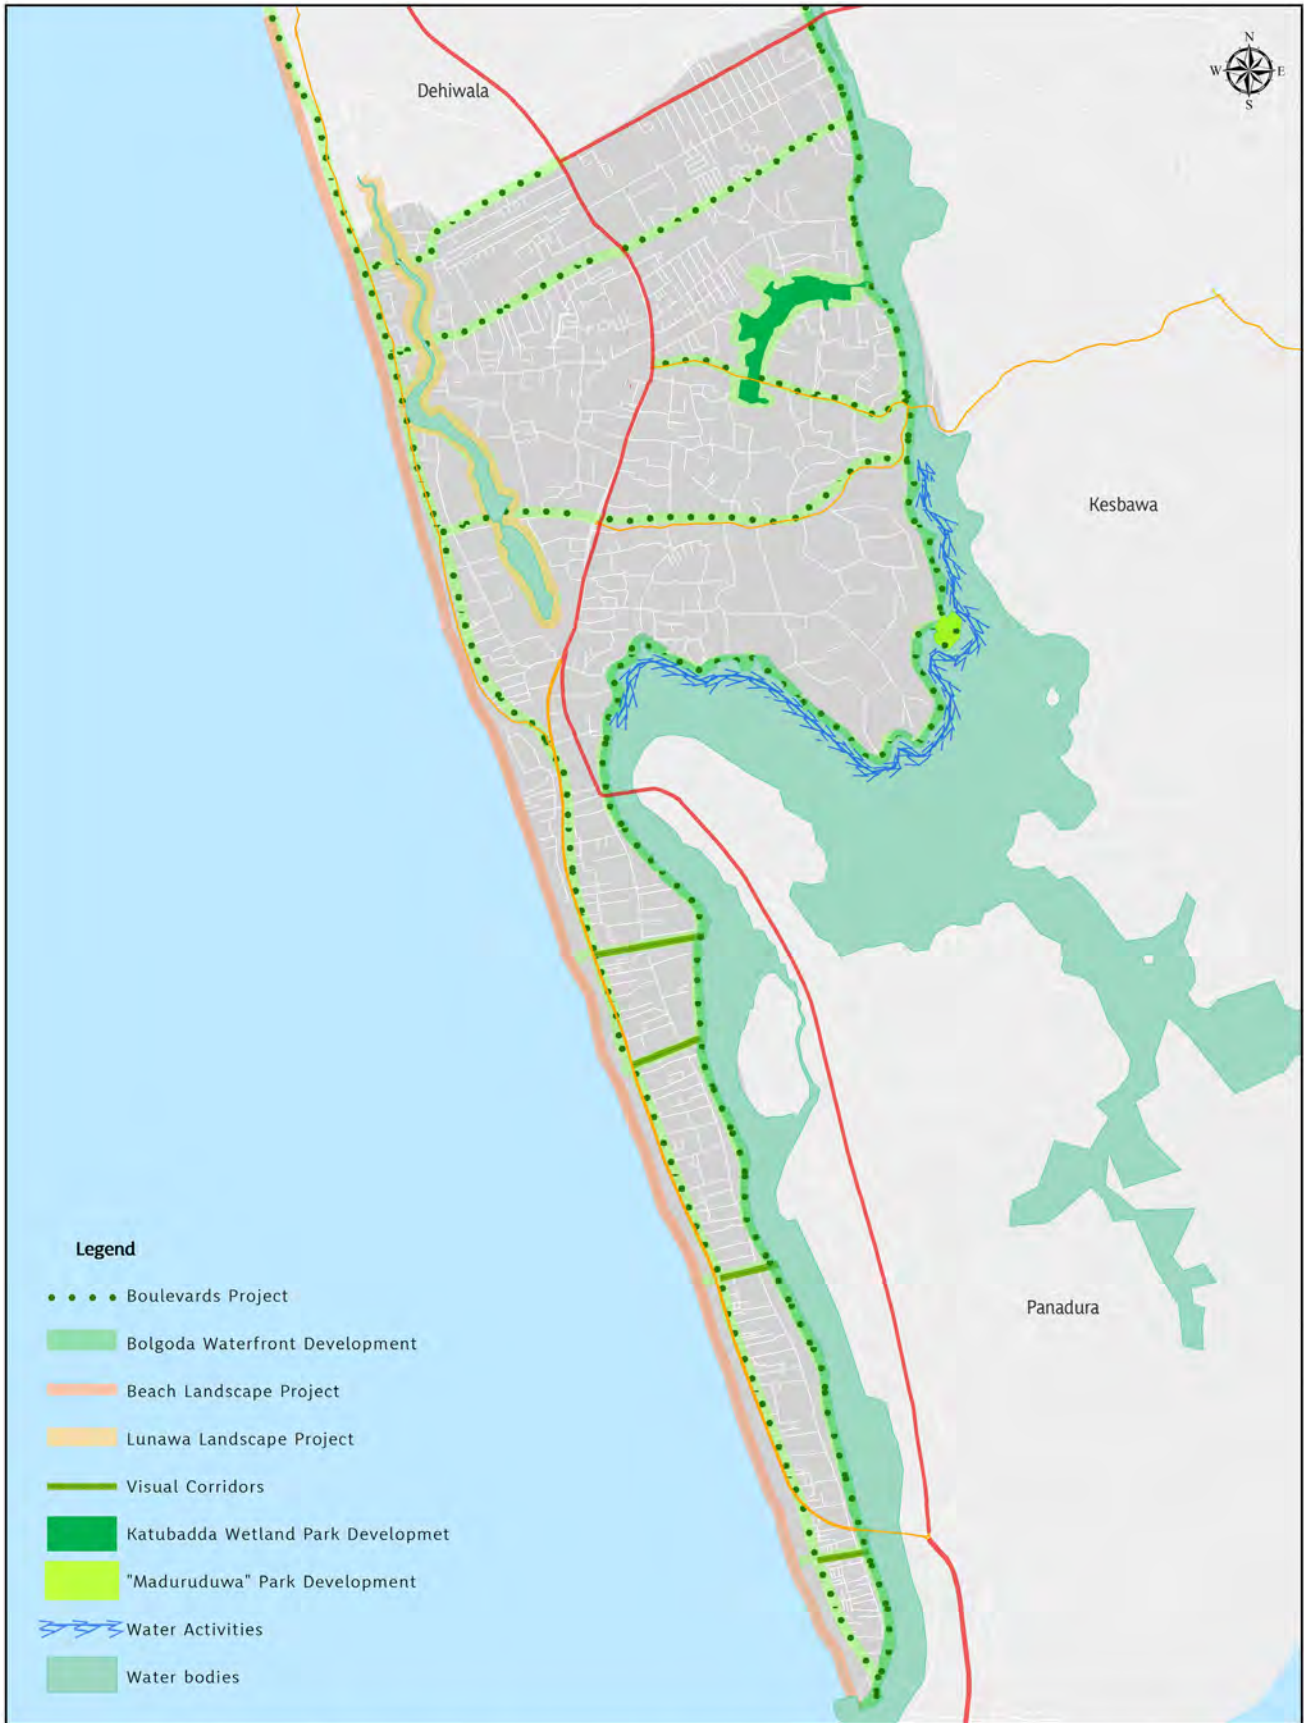 Dehiwala
N
W E
S
Kesbawa
Panadura
Legend
Boulevards Project
Bolgoda Waterfront Development
Beach Landscape Project
Lunawa Landscape Project
Visual Corridors
Katubadda Wetland Park Developmet
"Maduruduwa" Park Development
Water Activities
Water bodies